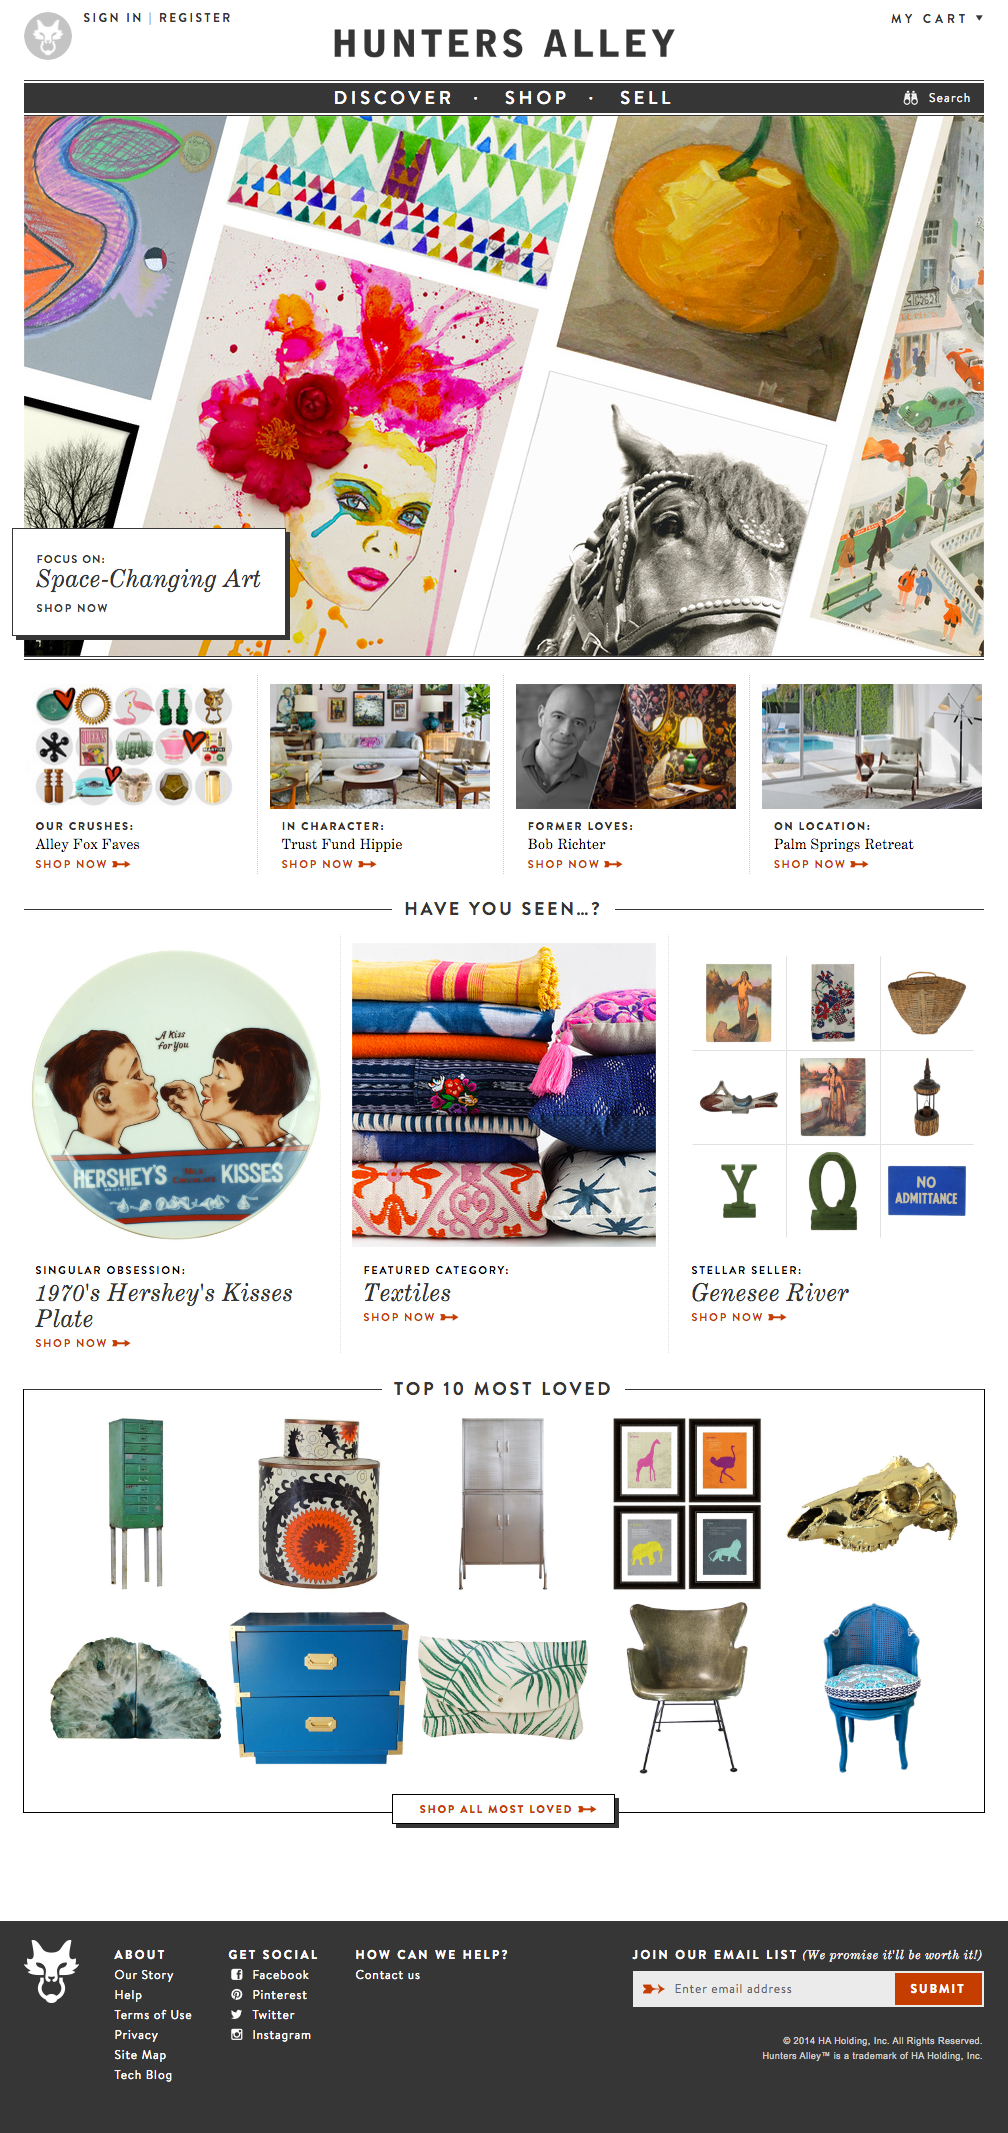 SIGN IN | REGISTER
MY CART
HUNTERS ALLEY
DISCOVER · SHOP · SELL
Search
FOCUS ON:
Space-Changing Art
SHOP NOW
OUR CRUSHES:
Alley Fox Faves
SHOP NOW
IN CHARACTER:
Trust Fund Hippie
SHOP NOW
FORMER LOVES:
Bob Richter
SHOP NOW
ON LOCATION:
Palm Springs Retreat
SHOP NOW
HAVE YOU SEEN...?
A Kiss
for You
HERSHEY'S MILK CHOCOLATE KISSES
Y
O
NO
ADMITTANCE
SINGULAR OBSESSION:
1970's Hershey's Kisses
Plate
SHOP NOW
FEATURED CATEGORY:
Textiles
SHOP NOW
STELLAR SELLER:
Genesee River
SHOP NOW
TOP 10 MOST LOVED
SHOP ALL MOST LOVED
ABOUT
Our Story
Help
Terms of Use
Privacy
Site Map
Tech Blog
GET SOCIAL
Facebook
Pinterest
Twitter
Instagram
HOW CAN WE HELP?
Contact us
JOIN OUR EMAIL LIST (We promise it'll be worth it!)
Enter email address
SUBMIT
© 2014 HA Holding, Inc. All Rights Reserved.
Hunters Alley™ is a trademark of HA Holding, Inc.